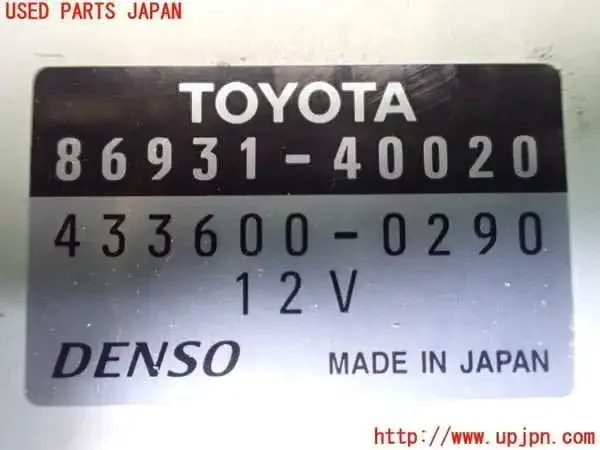 USED PARTS JAPAN
TOYOTA
86931-40020
433600-0290
12V
DENSO MADE IN JAPAN
http://www.upjpn.com/